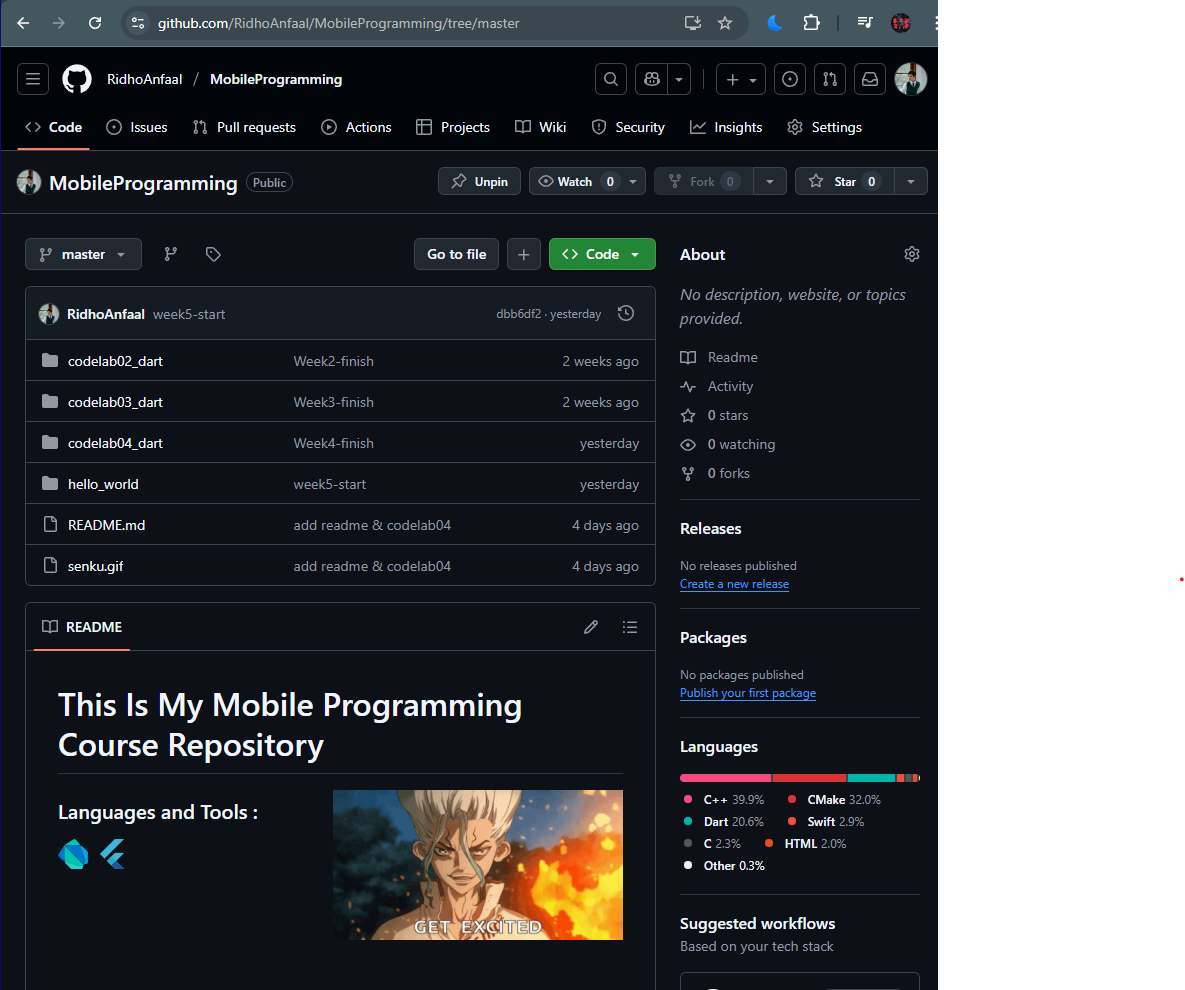 github.com/RidhoAnfaal/MobileProgramming/tree/master
RidhoAnfaal / MobileProgramming
Code Issues Pull requests Actions Projects Wiki Security Insights Settings
MobileProgramming Public Unpin Watch 0 Fork 0 Star 0
master Go to file Code
RidhoAnfaal week5-start dbb6df2 · yesterday
codelab02_dart Week2-finish 2 weeks ago
codelab03_dart Week3-finish 2 weeks ago
codelab04_dart Week4-finish yesterday
hello_world week5-start yesterday
README.md add readme & codelab04 4 days ago
senku.gif add readme & codelab04 4 days ago
README
This Is My Mobile Programming
Course Repository
Languages and Tools :
GET EXCITED
About
No description, website, or topics
provided.
Readme
Activity
0 stars
0 watching
0 forks
Releases
No releases published
Create a new release
Packages
No packages published
Publish your first package
Languages
C++ 39.9% CMake 32.0%
Dart 20.6% Swift 2.9%
C 2.3% HTML 2.0%
Other 0.3%
Suggested workflows
Based on your tech stack